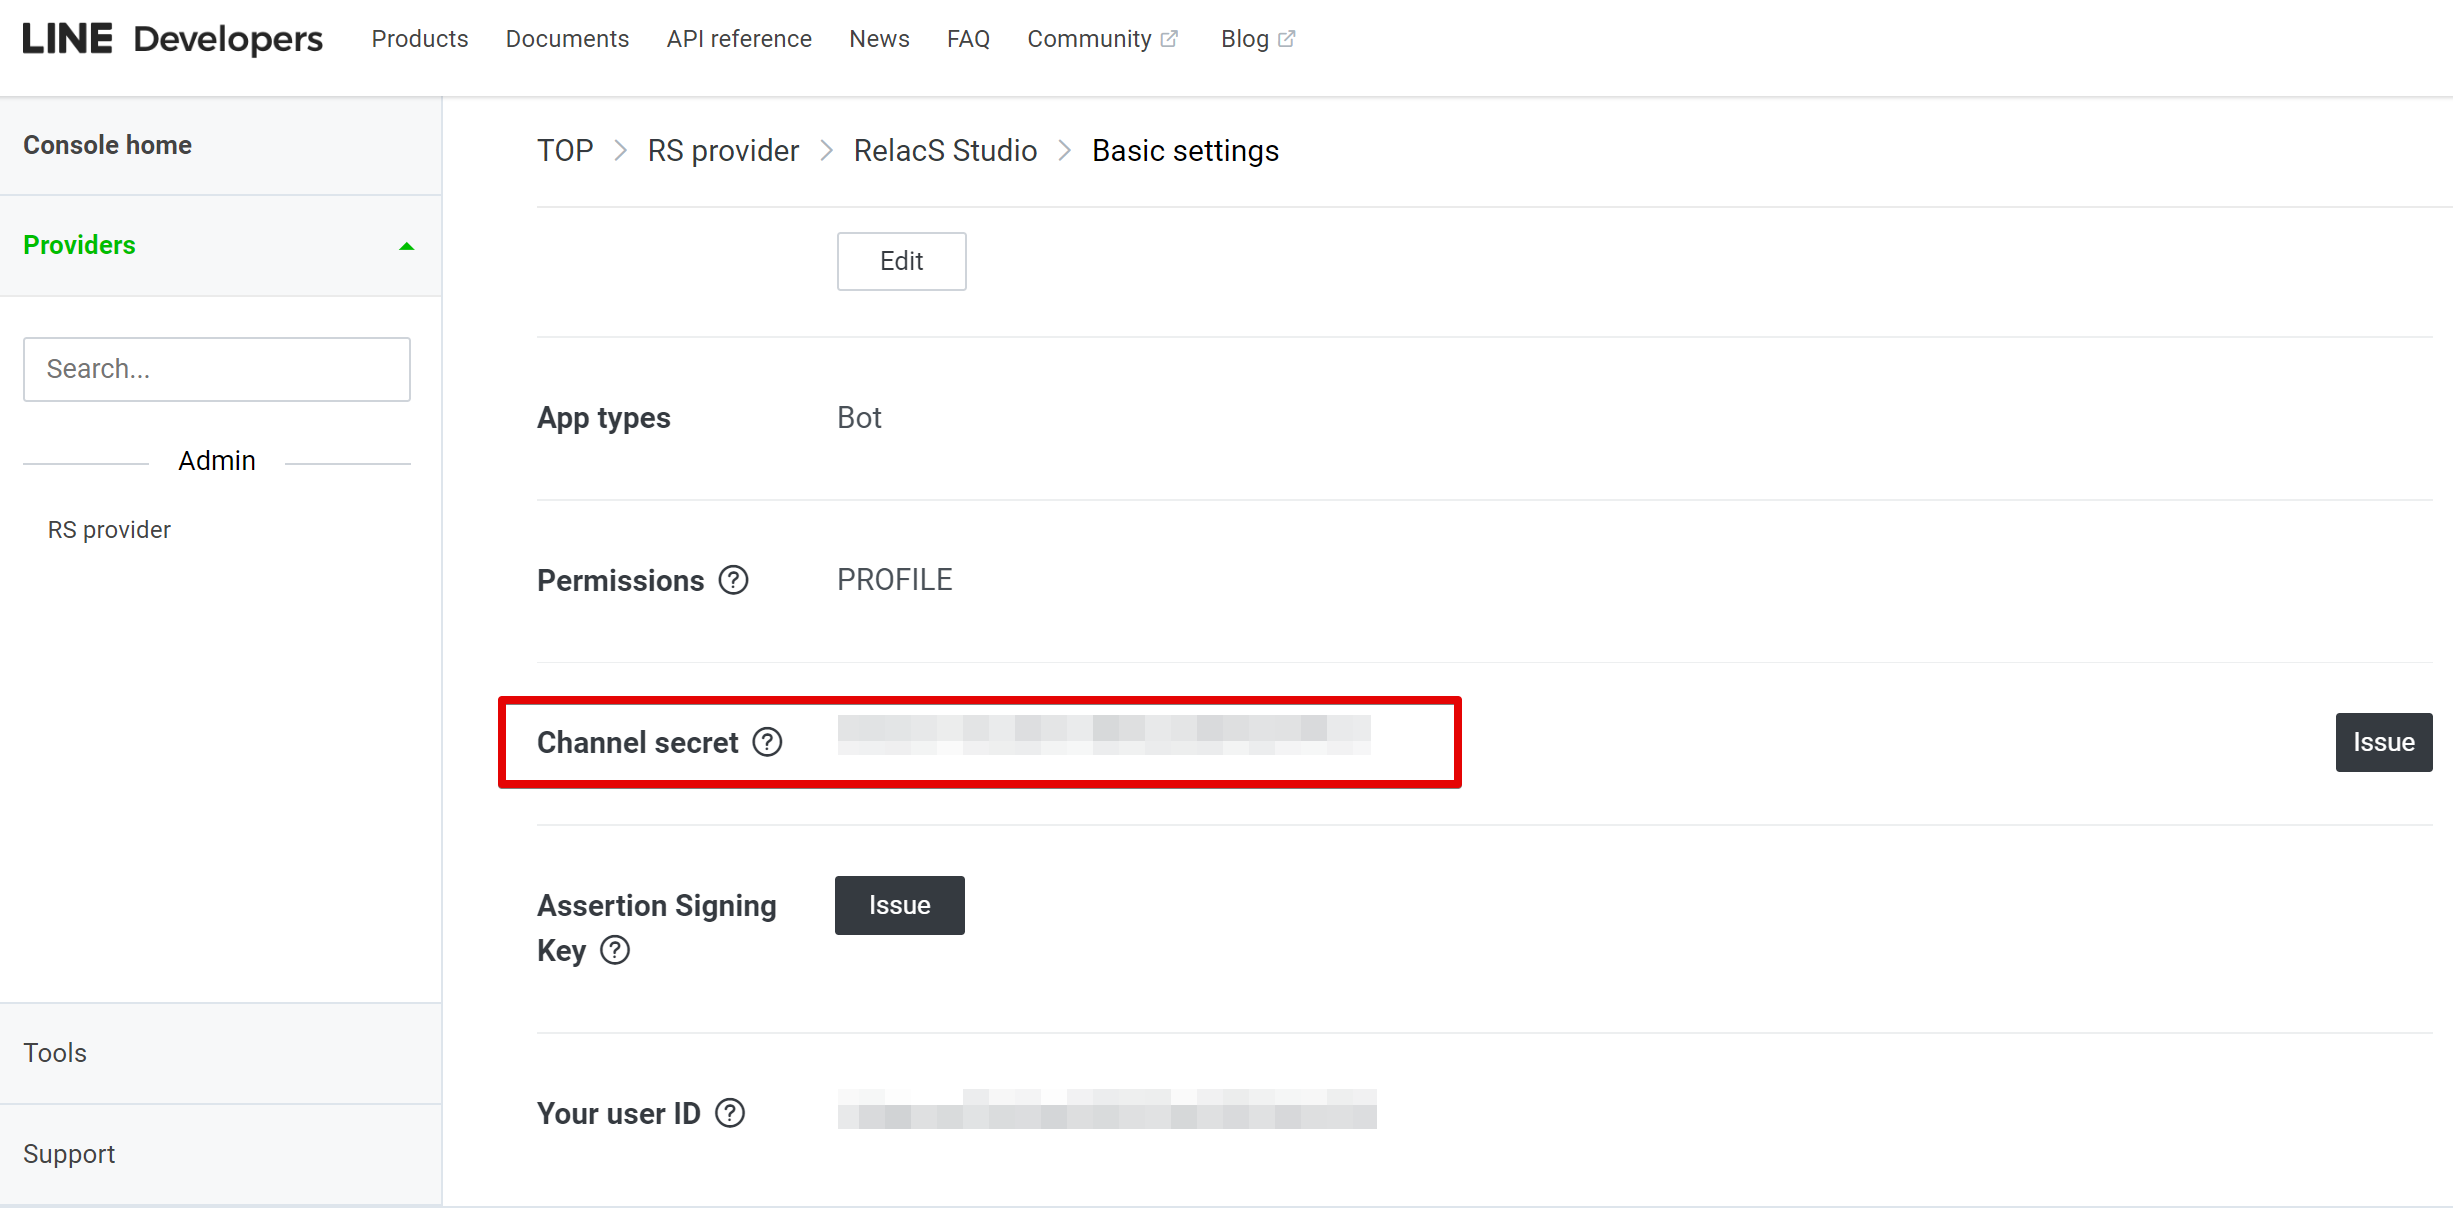 LINE Developers Products Documents API reference News FAQ Community Blog
Console home
Providers
Search...
Admin
RS provider
Tools
Support
TOP > RS provider > RelacS Studio > Basic settings
Edit
App types Bot
Permissions ? PROFILE
Channel secret ? Issue
Assertion Signing Issue
Key ?
Your user ID ?